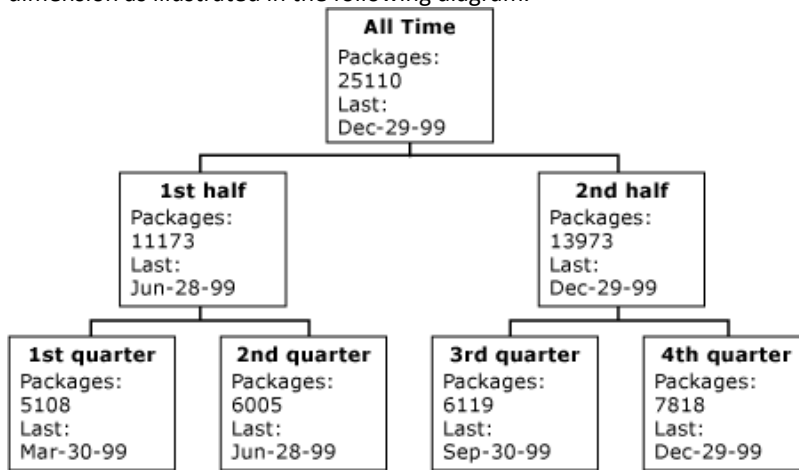 dimension as illustrated in the following diagram.
All Time
Packages:
25110
Last:
Dec-29-99
1st half
Packages:
11173
Last:
Jun-28-99
2nd half
Packages:
13973
Last:
Dec-29-99
1st quarter
Packages:
5108
Last:
Mar-30-99
2nd quarter
Packages:
6005
Last:
Jun-28-99
3rd quarter
Packages:
6119
Last:
Sep-30-99
4th quarter
Packages:
7818
Last:
Dec-29-99